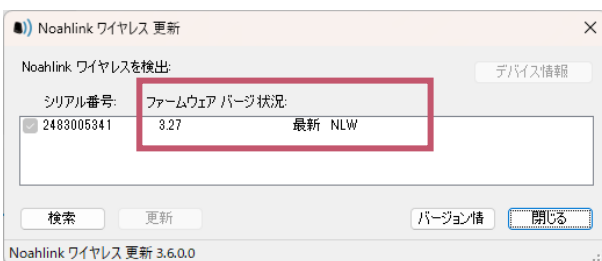 Noahlink ワイヤレス 更新
Noahlink ワイヤレスを検出:
デバイス情報
シリアル番号: ファームウェア バージ 状況:
2483005341 3.27 最新 NLW
検索 更新 バージョン情 閉じる
Noahlink ワイヤレス 更新 3.6.0.0